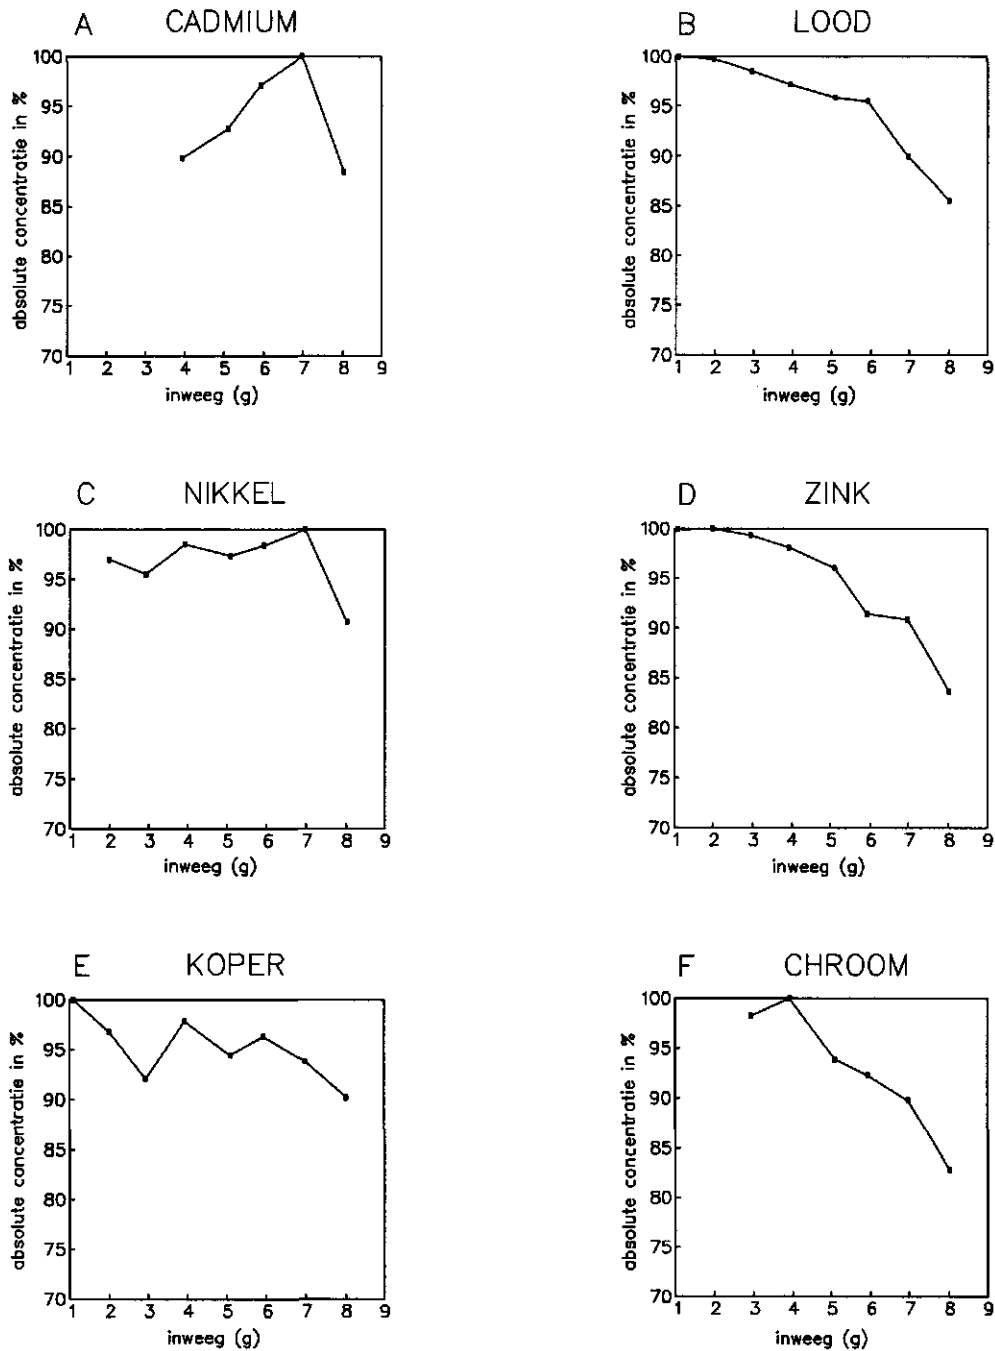 A CADMIUM
absolute concentratie in %
100
95
90
85
80
75
70
1 2 3 4 5 6 7 8 9
inweeg (g)
B LOOD
absolute concentratie in %
100
95
90
85
80
75
70
1 2 3 4 5 6 7 8 9
inweeg (g)
C NIKKEL
absolute concentratie in %
100
95
90
85
80
75
70
1 2 3 4 5 6 7 8 9
inweeg (g)
D ZINK
absolute concentratie in %
100
95
90
85
80
75
70
1 2 3 4 5 6 7 8 9
inweeg (g)
E KOPER
absolute concentratie in %
100
95
90
85
80
75
70
1 2 3 4 5 6 7 8 9
inweeg (g)
F CHROOM
absolute concentratie in %
100
95
90
85
80
75
70
1 2 3 4 5 6 7 8 9
inweeg (g)